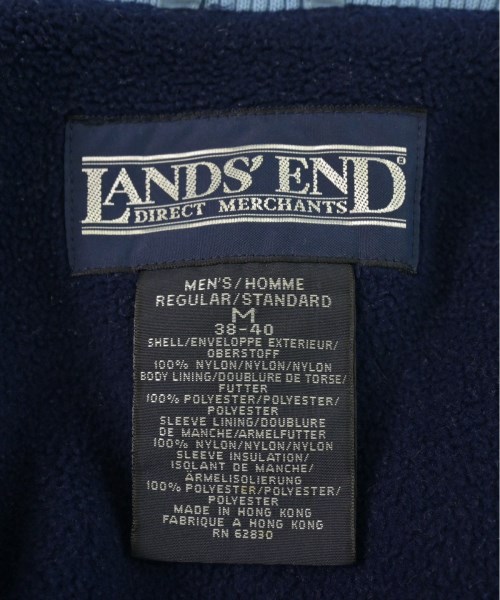 LANDS' END®
DIRECT MERCHANTS
MEN'S/HOMME
REGULAR/STANDARD
M
38-40
SHELL/ENVELOPPE EXTERIEUR/
OBERSTOFF
100% NYLON/NYLON/NYLON
BODY LINING/DOUBLURE DE TORSE/
FUTTER
100% POLYESTER/POLYESTER/
POLYESTER
SLEEVE LINING/DOUBLURE
DE MANCHE/ARMELFUTTER
100% NYLON/NYLON/NYLON
SLEEVE INSULATION/
ISOLANT DE MANCHE/
ÄRMELISOLIERUNG
100% POLYESTER/POLYESTER/
POLYESTER
MADE IN HONG KONG
FABRIQUE A HONG KONG
RN 62830